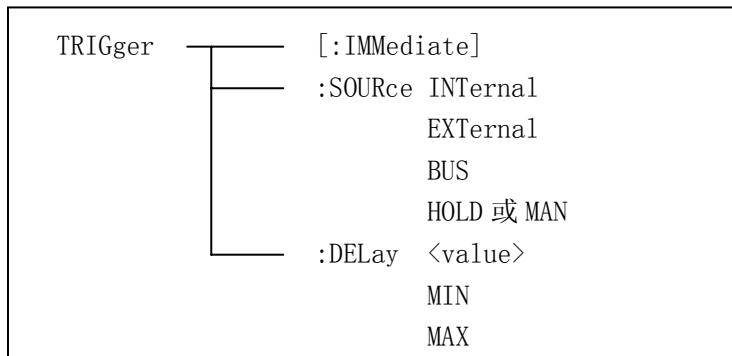 TRIGger [:IMMediate]
:SOURce INTernal
EXTernal
BUS
HOLD 或 MAN
:DELay <value>
MIN
MAX